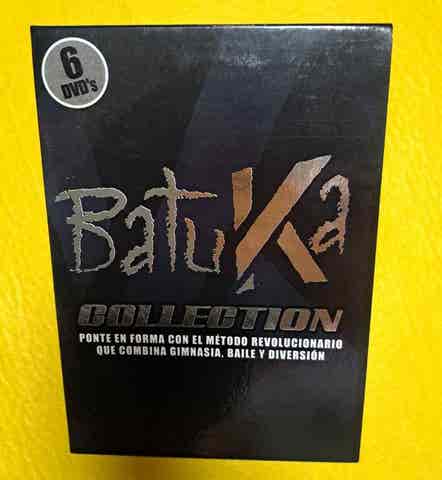 6
DVD's
BatuKa
COLLECTION
PONTE EN FORMA CON EL MÉTODO REVOLUCIONARIO
QUE COMBINA GIMNASIA, BAILE Y DIVERSIÓN